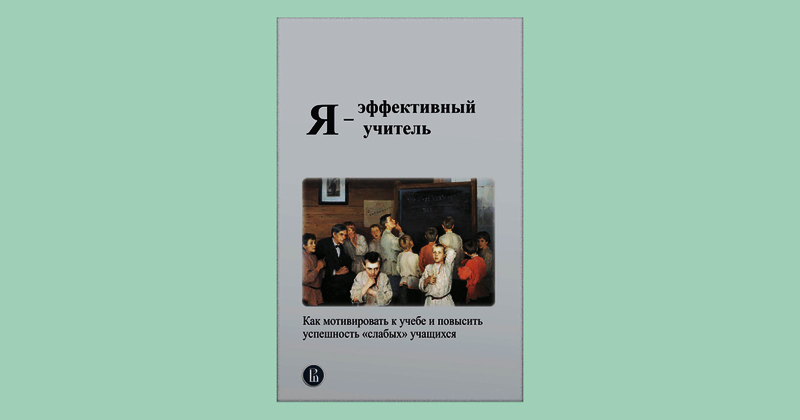 Я – эффективный
учитель
Как мотивировать к учебе и повысить
успешность «слабых» учащихся